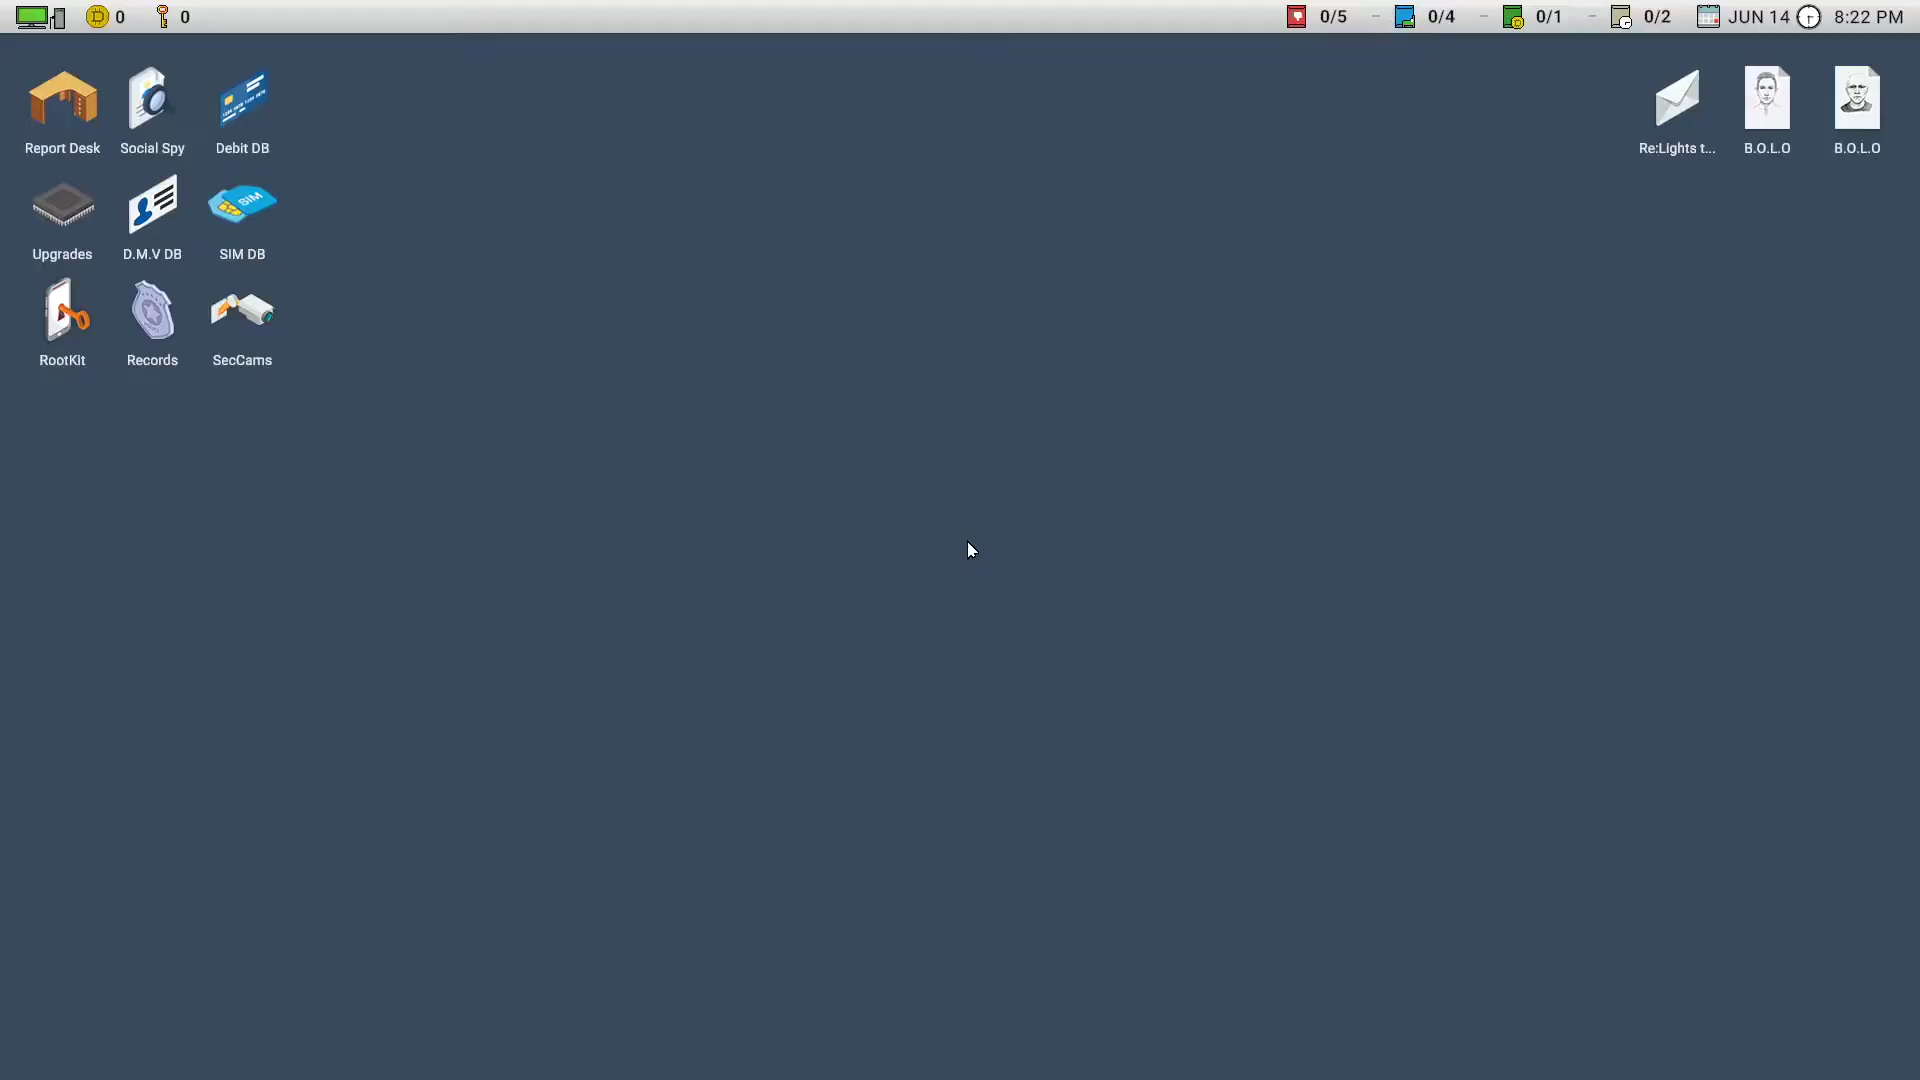 0 0 0/5 – 0/4 – 0/1 – 0/2 JUN 14 8:22 PM
Report Desk Social Spy Debit DB Re:Lights t... B.O.L.O B.O.L.O
Upgrades D.M.V DB SIM DB
RootKit Records SecCams